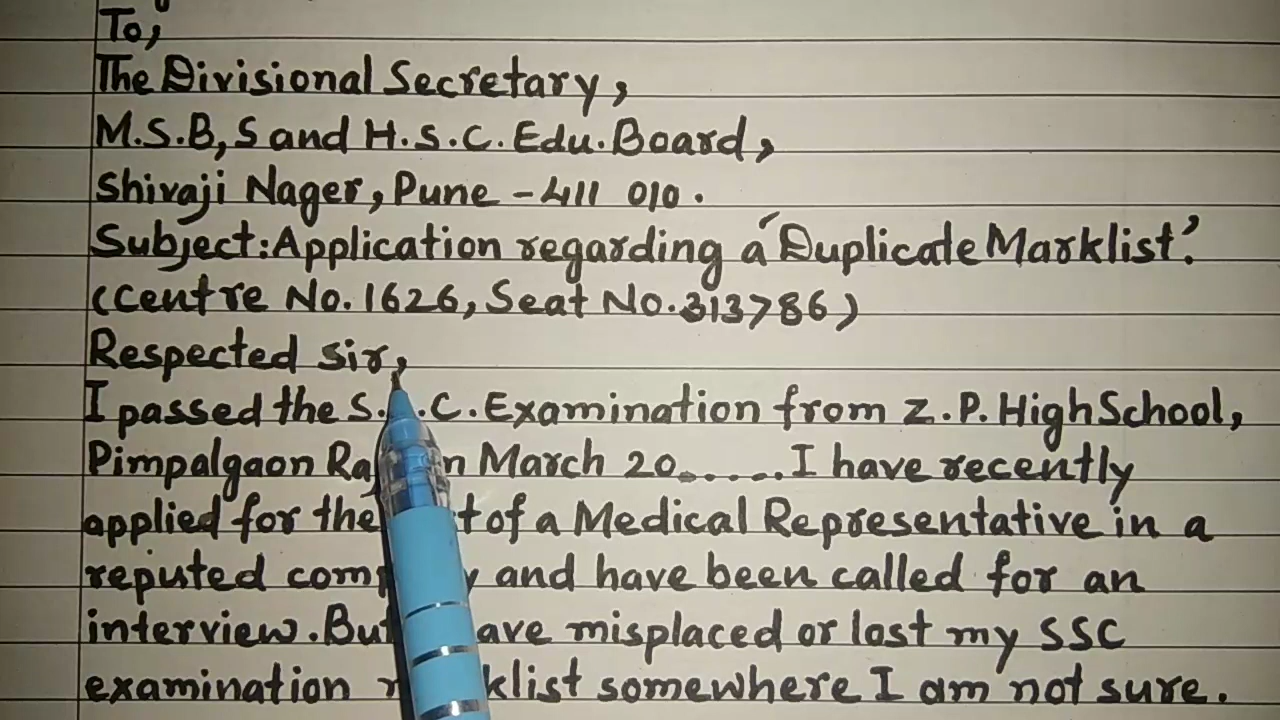 To,
The Divisional Secretary,
M.S.B, S and H.S.C. Edu. Board,
Shivaji Nager, Pune - 411 010.
Subject: Application regarding a 'Duplicate Marklist'.
(Centre No. 1626, Seat No. 313786)
Respected Sir,
I passed the S. .C. Examination from Z.P. High School,
Pimpalgaon in March 20...... I have recently
applied for the of a Medical Representative in a
reputed and have been called for an
interview. But have misplaced or lost my SSC
examination somewhere I am not sure.